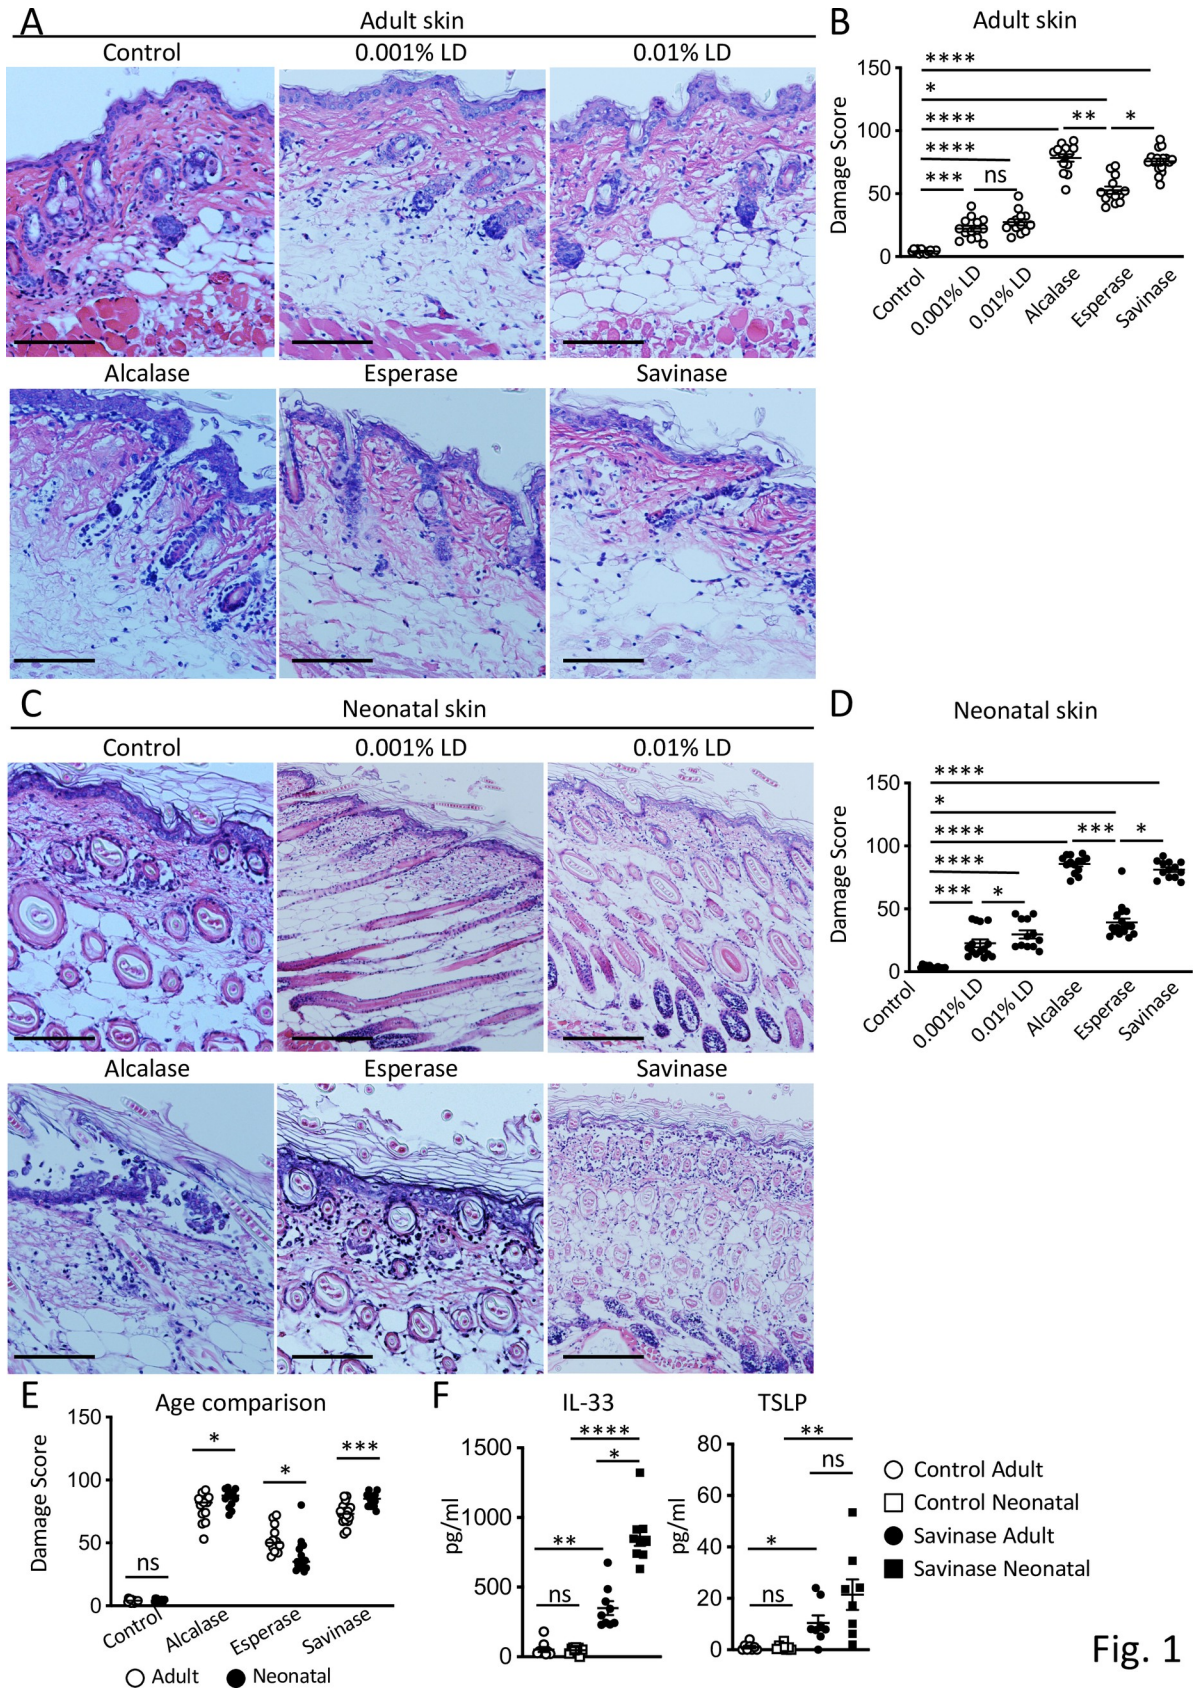 A
Adult skin
Control 0.001% LD 0.01% LD
Alcalase Esperase Savinase
B
Adult skin
Damage Score
150
100
50
0
****
*
****
** *
****
*** ns
Control 0.001% LD 0.01% LD Alcalase Esperase Savinase
C
Neonatal skin
Control 0.001% LD 0.01% LD
Alcalase Esperase Savinase
D
Neonatal skin
Damage Score
150
100
50
0
****
*
****
*** *
****
*** *
Control 0.001% LD 0.01% LD Alcalase Esperase Savinase
E
Age comparison
Damage Score
150
100
50
0
ns * * ***
Control Alcalase Esperase Savinase
Adult Neonatal
F
IL-33
pg/ml
1500
1000
500
0
****
*
**
ns
TSLP
pg/ml
80
60
40
20
0
**
ns
*
ns
Control Adult
Control Neonatal
Savinase Adult
Savinase Neonatal
Fig. 1